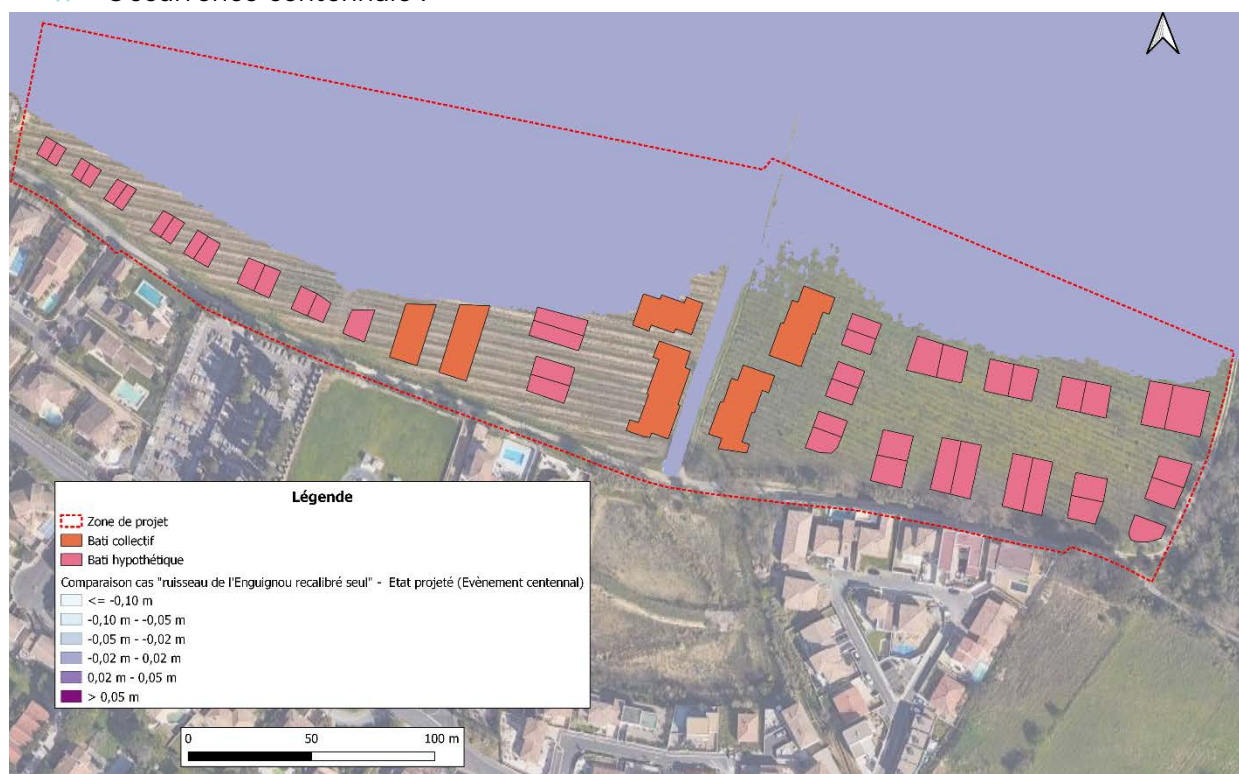 Occurrence centennale :
Légende
Zone de projet
Bati collectif
Bati hypothétique
Comparaison cas "ruisseau de l'Enguignou recalibré seul" - Etat projeté (Evènement centennal)
<= -0,10 m
-0,10 m - -0,05 m
-0,05 m - -0,02 m
-0,02 m - 0,02 m
0,02 m - 0,05 m
> 0,05 m
0 50 100 m